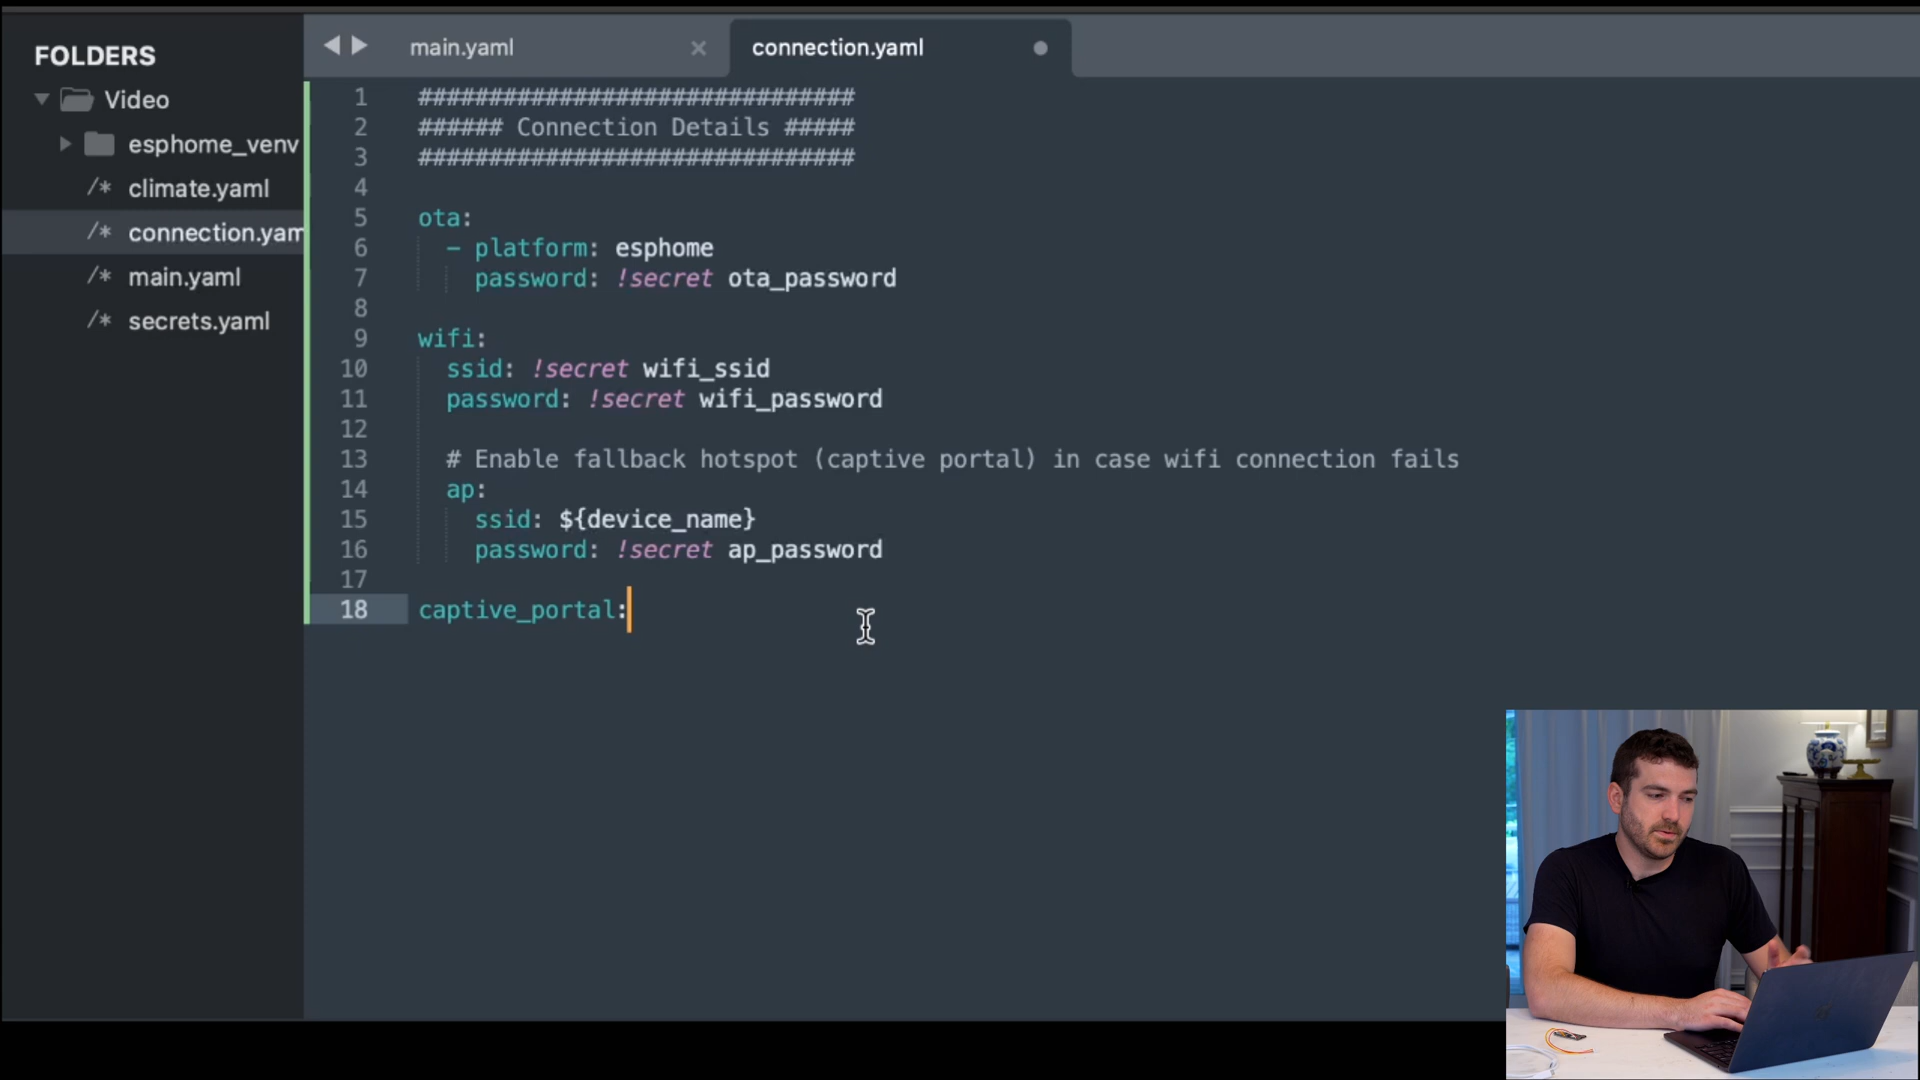 FOLDERS
Video
esphome_venv
/* climate.yaml
/* connection.yam
/* main.yaml
/* secrets.yaml
main.yaml
connection.yaml
1 ###############################
2 ###### Connection Details #####
3 ###############################
4
5 ota:
6 - platform: esphome
7 password: !secret ota_password
8
9 wifi:
10 ssid: !secret wifi_ssid
11 password: !secret wifi_password
12
13 # Enable fallback hotspot (captive portal) in case wifi connection fails
14 ap:
15 ssid: ${device_name}
16 password: !secret ap_password
17
18 captive_portal: